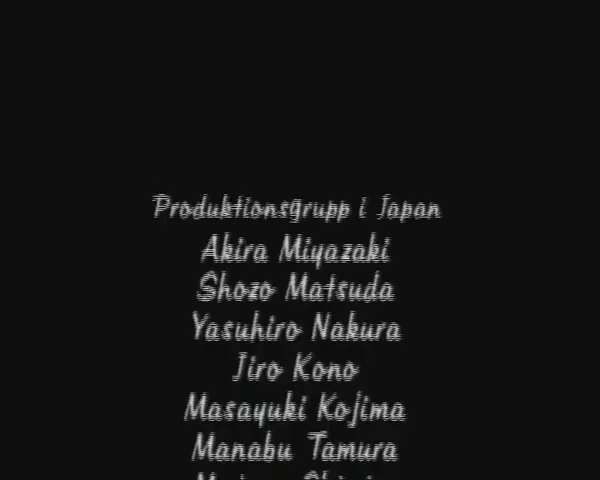 Produktionsgrupp i Japan
Akira Miyazaki
Shozo Matsuda
Yasuhiro Nakura
Jiro Kono
Masayuki Kojima
Manabu Tamura